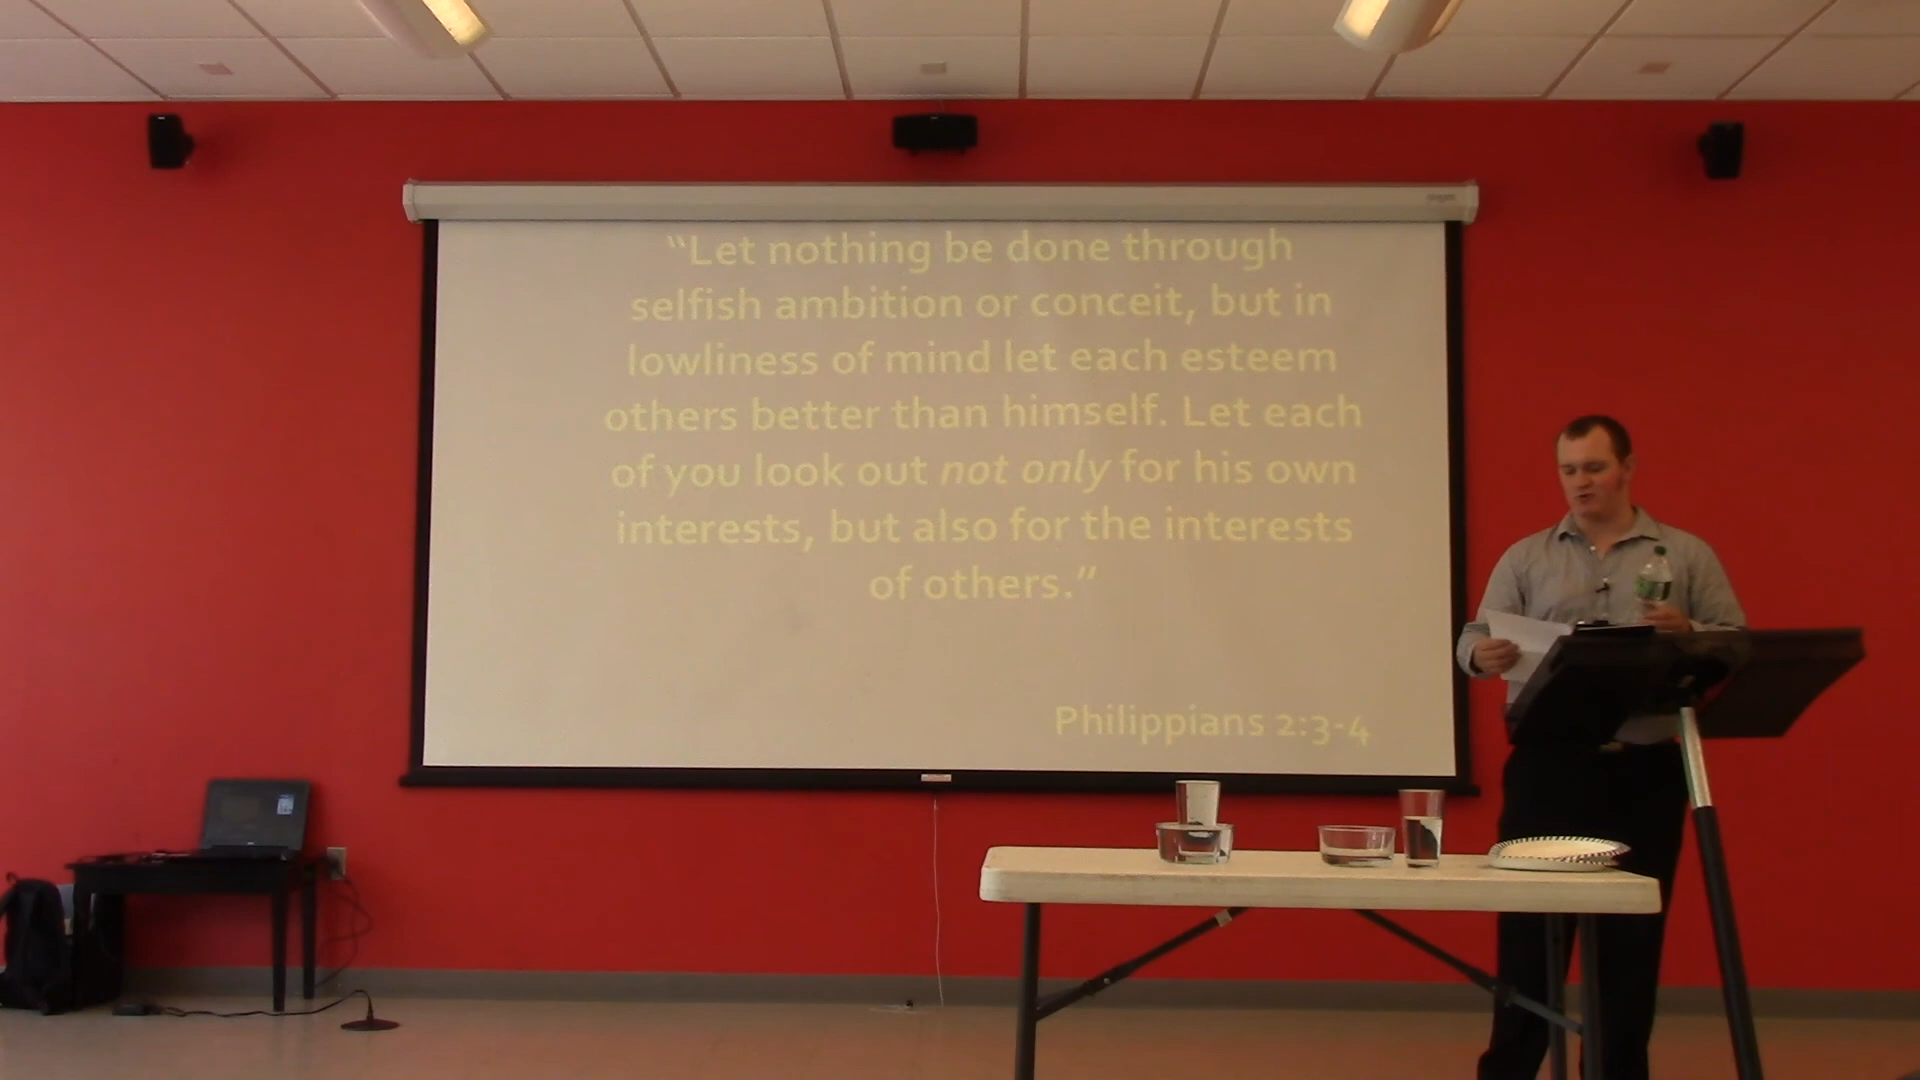 “Let nothing be done through
selfish ambition or conceit, but in
lowliness of mind let each esteem
others better than himself. Let each
of you look out not only for his own
interests, but also for the interests
of others.”
Philippians 2:3-4